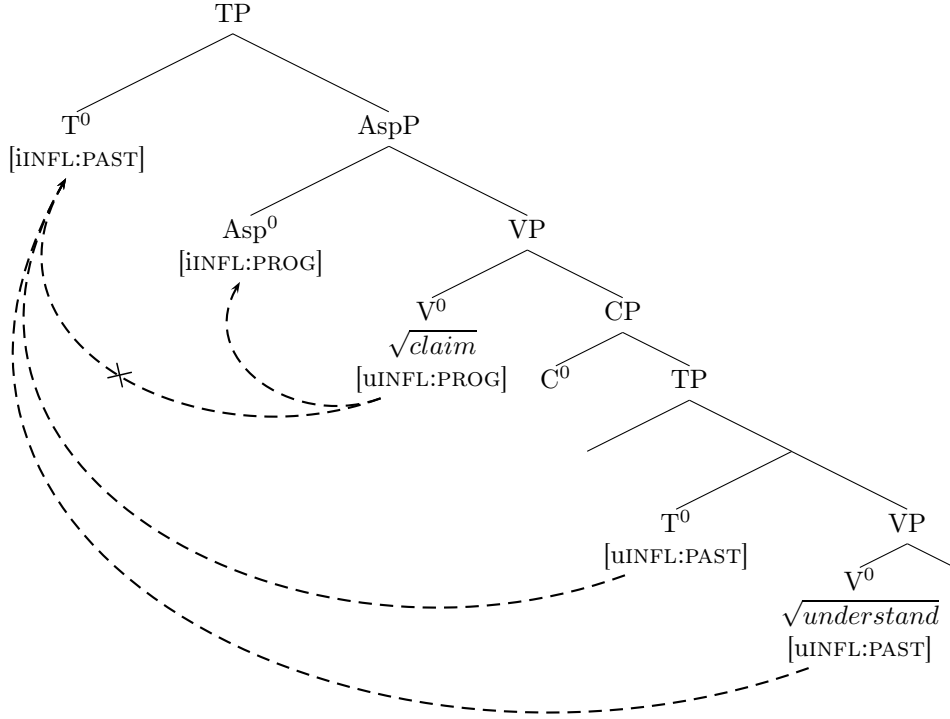 TP
T⁰
[iINFL:PAST]
AspP
Asp⁰
[iINFL:PROG]
VP
V⁰
√claim
[uINFL:PROG]
CP
C⁰
TP
T⁰
[uINFL:PAST]
VP
V⁰
√understand
[uINFL:PAST]